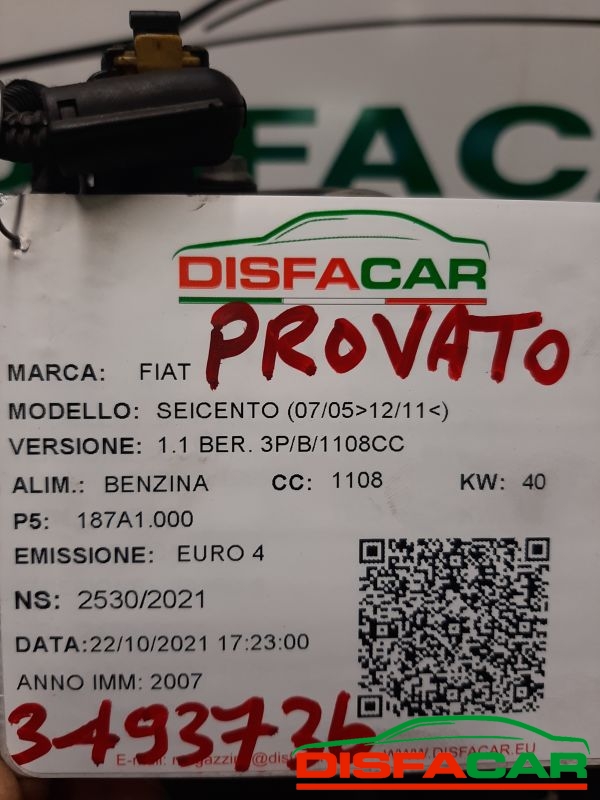 FACAR
DISFACAR
PROVATO
MARCA: FIAT
MODELLO: SEICENTO (07/05>12/11<)
VERSIONE: 1.1 BER. 3P/B/1108CC
ALIM.: BENZINA CC: 1108 KW: 40
P5: 187A1.000
EMISSIONE: EURO 4
NS: 2530/2021
DATA:22/10/2021 17:23:00
ANNO IMM: 2007
3493736
WWW.DISFACAR.EU
DISFACAR